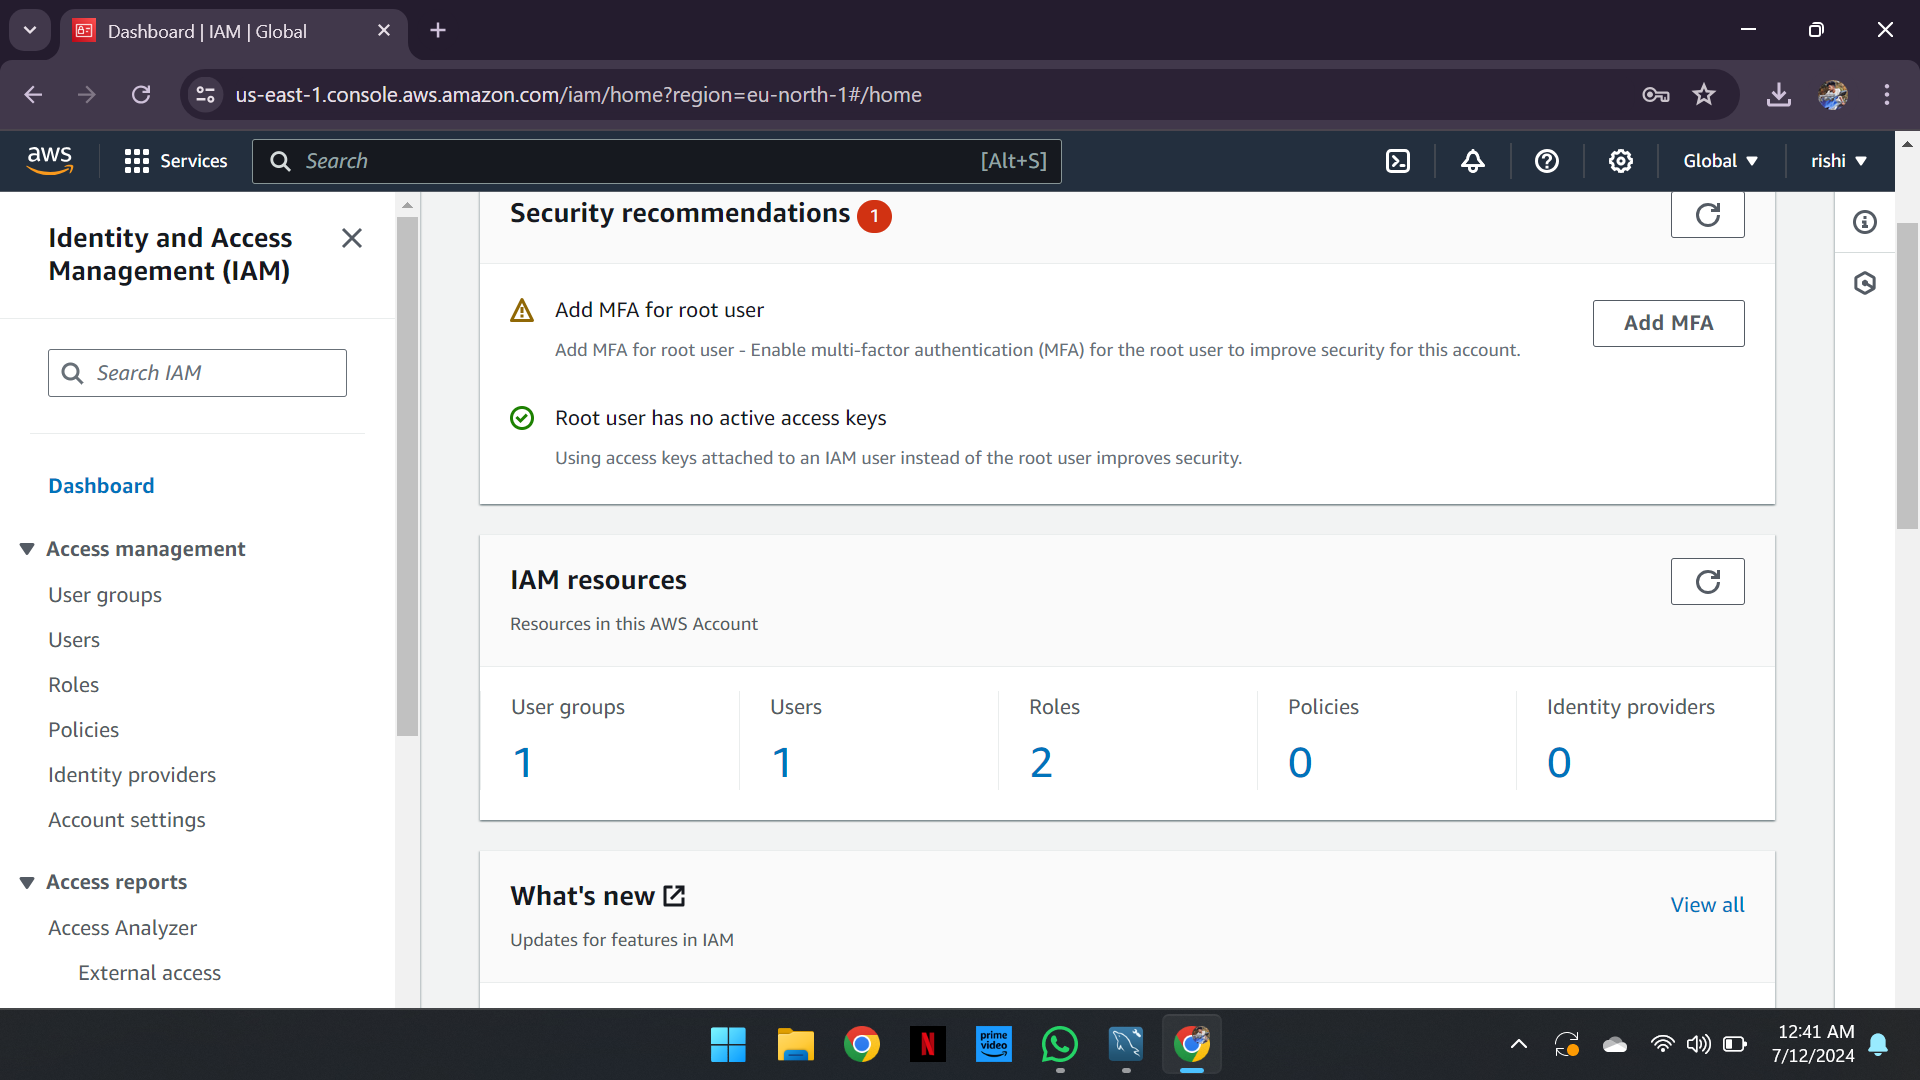 Dashboard | IAM | Global
us-east-1.console.aws.amazon.com/iam/home?region=eu-north-1#/home
aws
Services
Search
[Alt+S]
Global
rishi
Identity and Access
Management (IAM)
Search IAM
Dashboard
Access management
User groups
Users
Roles
Policies
Identity providers
Account settings
Access reports
Access Analyzer
External access
Security recommendations 1
Add MFA for root user
Add MFA for root user - Enable multi-factor authentication (MFA) for the root user to improve security for this account.
Add MFA
Root user has no active access keys
Using access keys attached to an IAM user instead of the root user improves security.
IAM resources
Resources in this AWS Account
User groups
1
Users
1
Roles
2
Policies
0
Identity providers
0
What's new
Updates for features in IAM
View all
N
prime
video
12:41 AM
7/12/2024